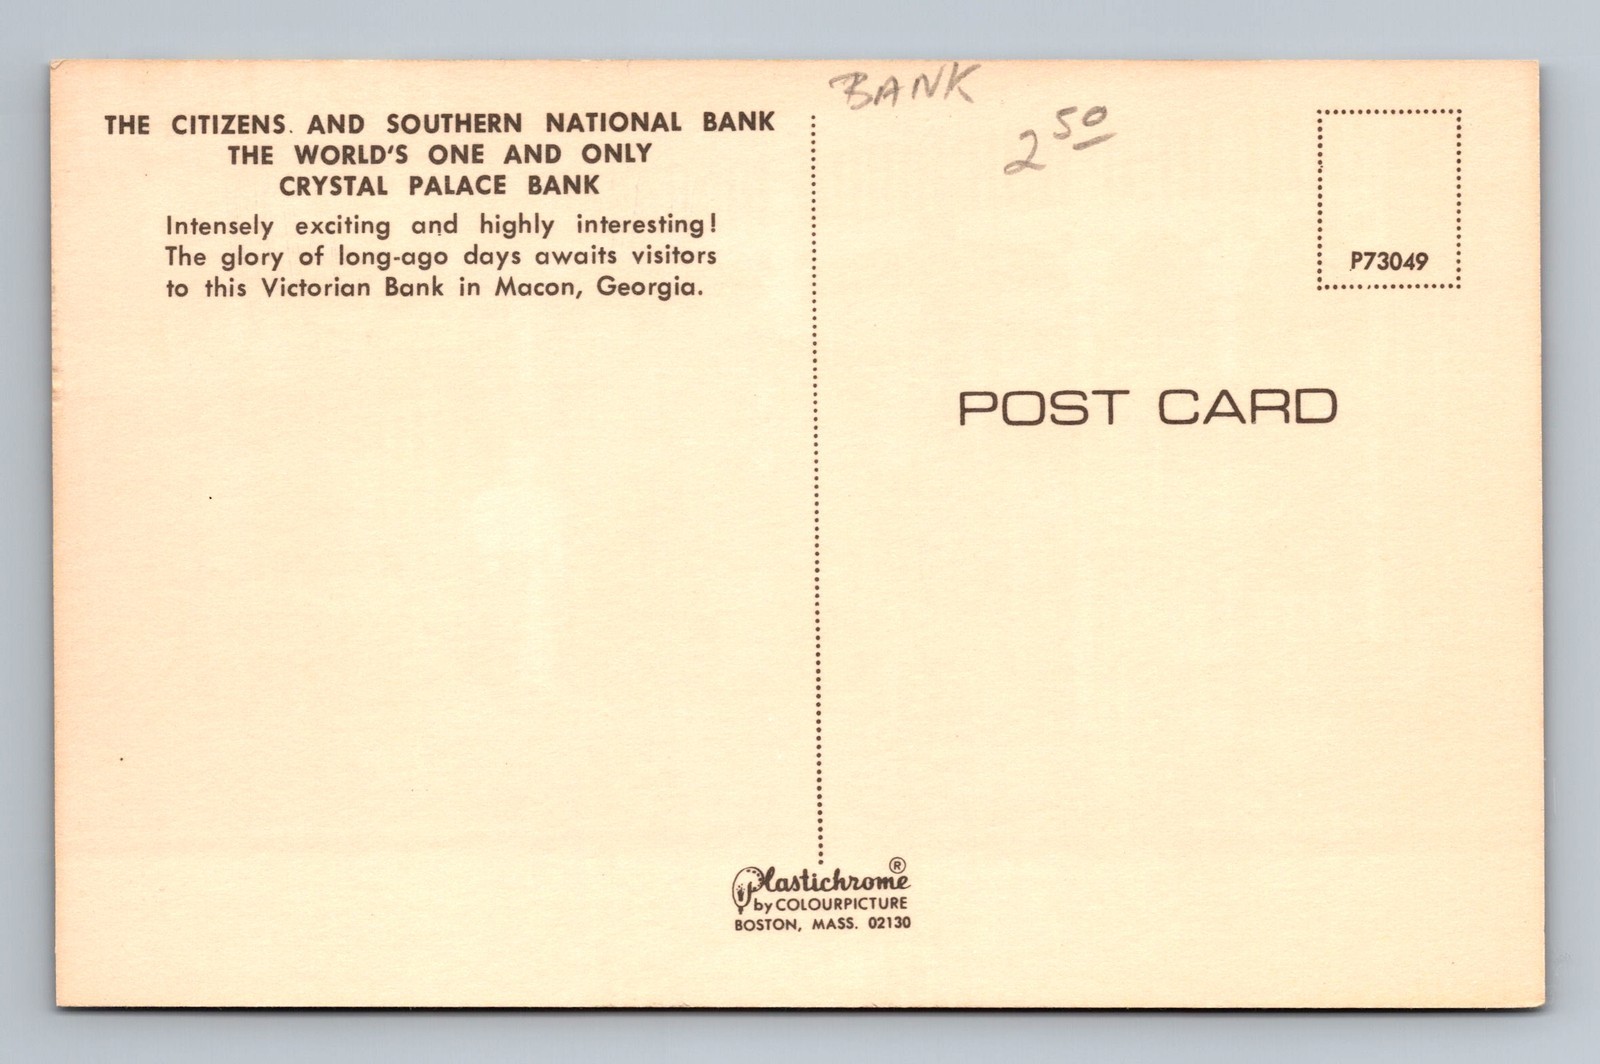 THE CITIZENS AND SOUTHERN NATIONAL BANK
THE WORLD'S ONE AND ONLY
CRYSTAL PALACE BANK
Intensely exciting and highly interesting!
The glory of long-ago days awaits visitors
to this Victorian Bank in Macon, Georgia.
BANK
2 50
P73049
POST CARD
Plastichrome ®
by COLOURPICTURE
BOSTON, MASS. 02130